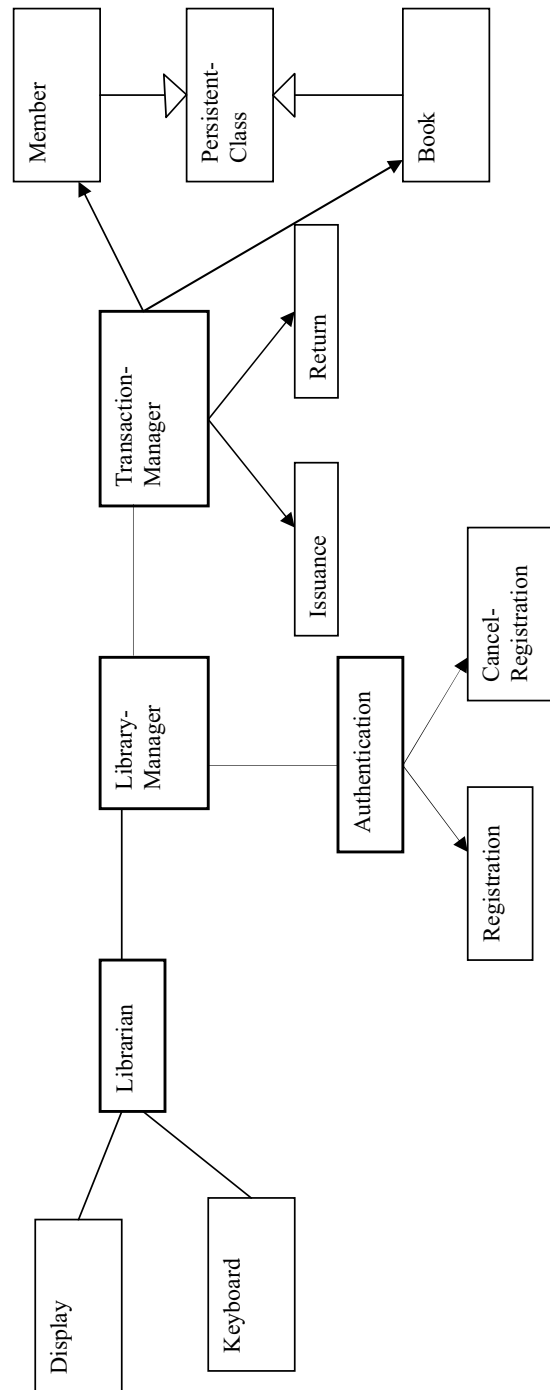 Member
Persistent-
Class
Book
Transaction-
Manager
Return
Issuance
Library-
Manager
Authentication
Cancel-
Registration
Registration
Librarian
Display
Keyboard